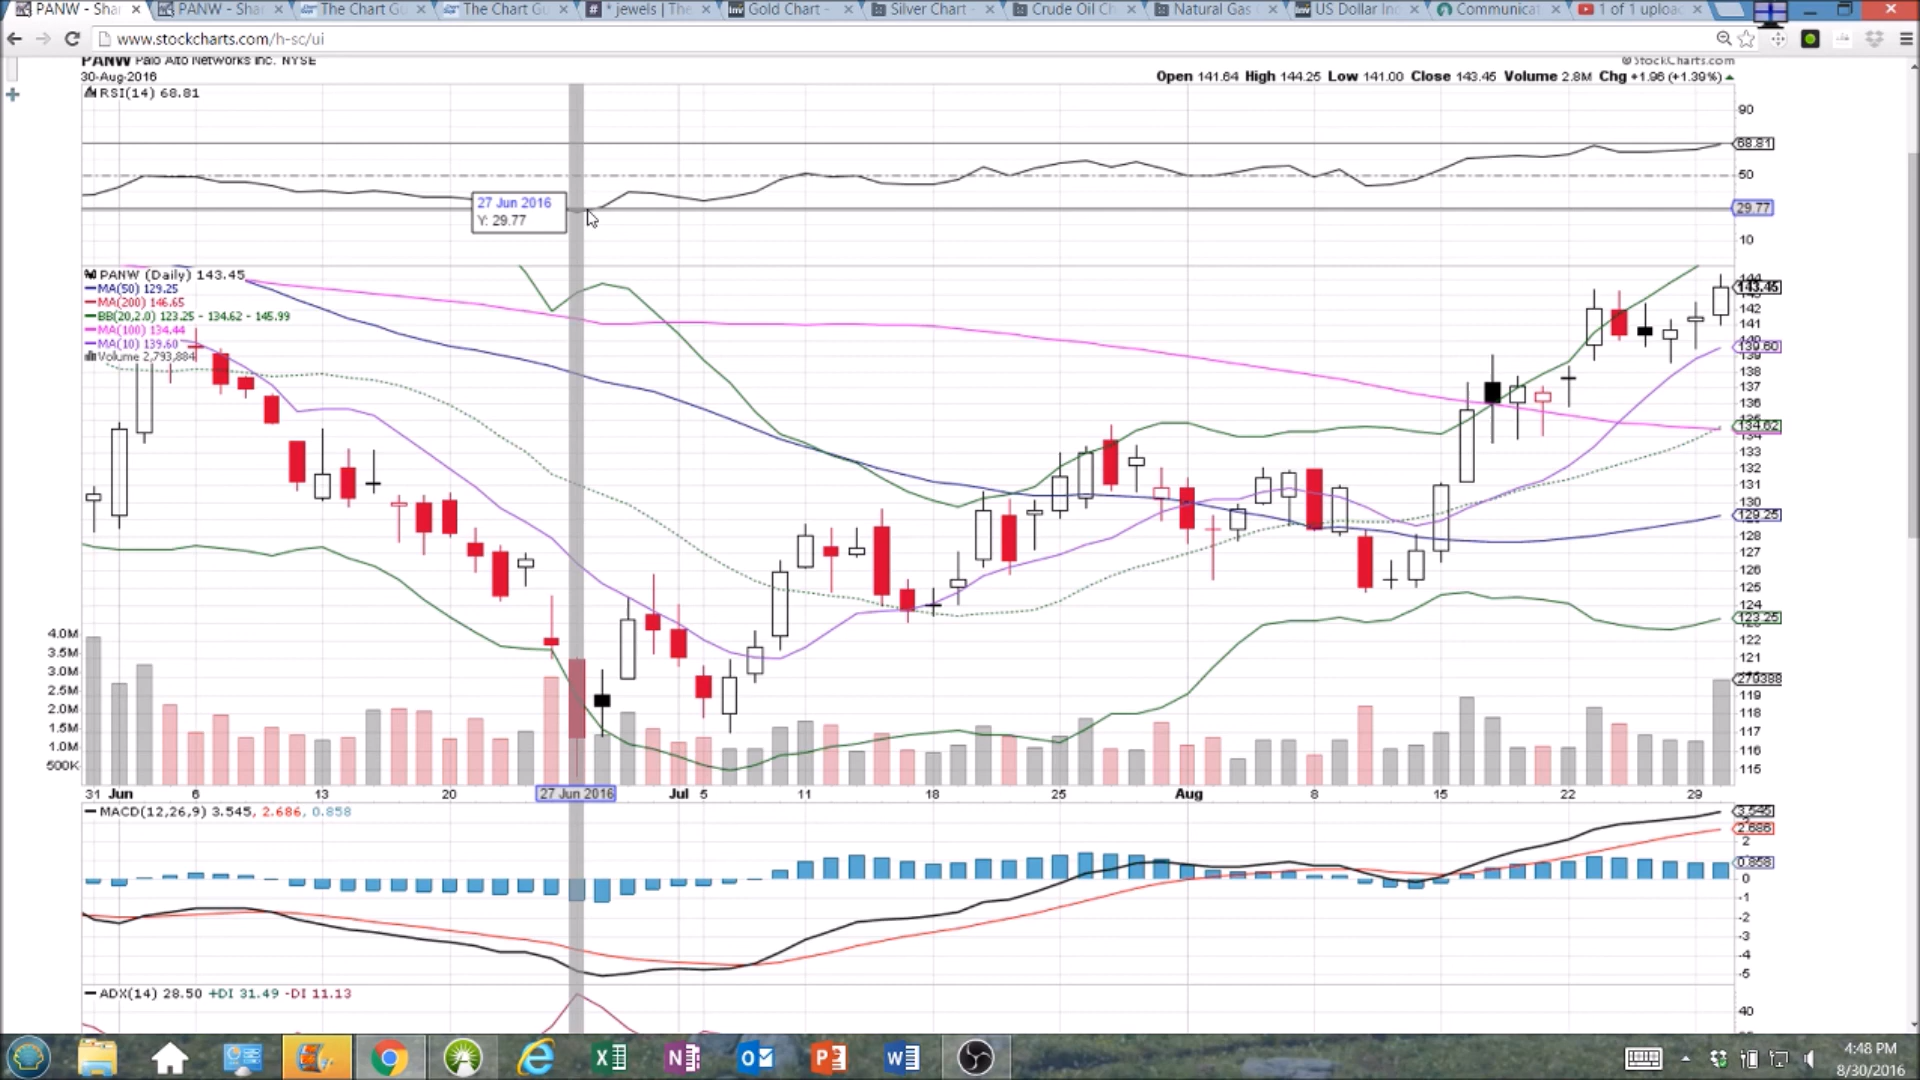 PANW - Shar
PANW - Sha
The Chart Gu
The Chart Gu
* jewels | The
Gold Chart -
Silver Chart -
Crude Oil Ch
Natural Gas
US Dollar Ind
Communicat
1 of 1 uploa
www.stockcharts.com/h-sc/ui
PANW Palo Alto Networks Inc. NYSE
© StockCharts.com
30-Aug-2016
Open 141.64 High 144.25 Low 141.00 Close 143.45 Volume 2.8M Chg +1.96 (+1.39%)
RSI(14) 68.81
90
68.81
50
27 Jun 2016
Y: 29.77
29.77
10
PANW (Daily) 143.45
MA(50) 129.25
MA(200) 146.65
BB(20,2.0) 123.25 - 134.62 - 145.99
MA(100) 134.44
MA(10) 139.60
Volume 2,793,884
144
143.45
142
141
139.60
139
138
137
136
134.62
134
133
132
131
130
129.25
128
127
126
125
124
123.25
122
121
2793884
119
118
117
116
115
4.0M
3.5M
3.0M
2.5M
2.0M
1.5M
1.0M
500K
31 Jun 6 13 20 27 Jun 2016 Jul 5 11 18 25 Aug 8 15 22 29
MACD(12,26,9) 3.545, 2.686, 0.858
3.545
2.686
2
0.858
0
-1
-2
-3
-4
-5
ADX(14) 28.50 +DI 31.49 -DI 11.13
40
4:48 PM
8/30/2016